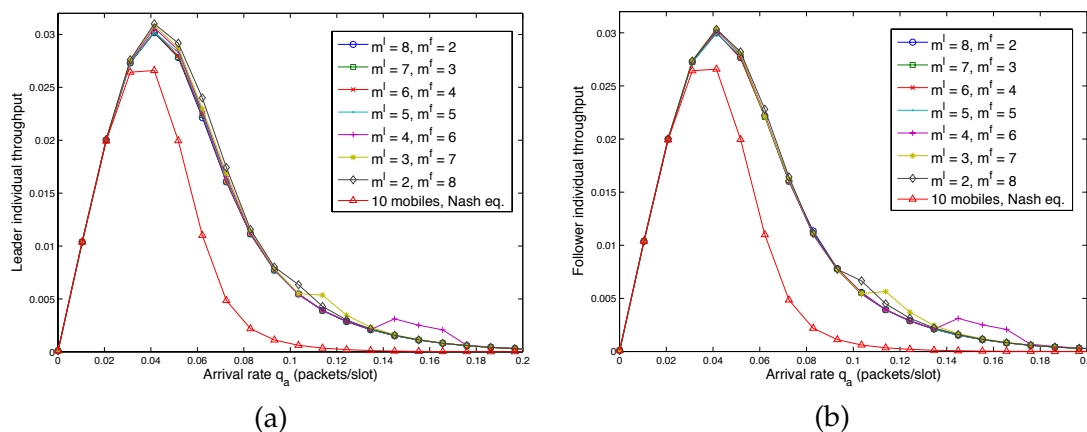 0.03
0.025
0.02
0.015
0.01
0.005
0
Leader individual throughput
0 0.02 0.04 0.06 0.08 0.1 0.12 0.14 0.16 0.18 0.2
Arrival rate q_a (packets/slot)
m^l = 8, m^f = 2
m^l = 7, m^f = 3
m^l = 6, m^f = 4
m^l = 5, m^f = 5
m^l = 4, m^f = 6
m^l = 3, m^f = 7
m^l = 2, m^f = 8
10 mobiles, Nash eq.
(a)
0.03
0.025
0.02
0.015
0.01
0.005
0
Follower individual throughput
0 0.02 0.04 0.06 0.08 0.1 0.12 0.14 0.16 0.18 0.2
Arrival rate q_a (packets/slot)
m^l = 8, m^f = 2
m^l = 7, m^f = 3
m^l = 6, m^f = 4
m^l = 5, m^f = 5
m^l = 4, m^f = 6
m^l = 3, m^f = 7
m^l = 2, m^f = 8
10 mobiles, Nash eq.
(b)